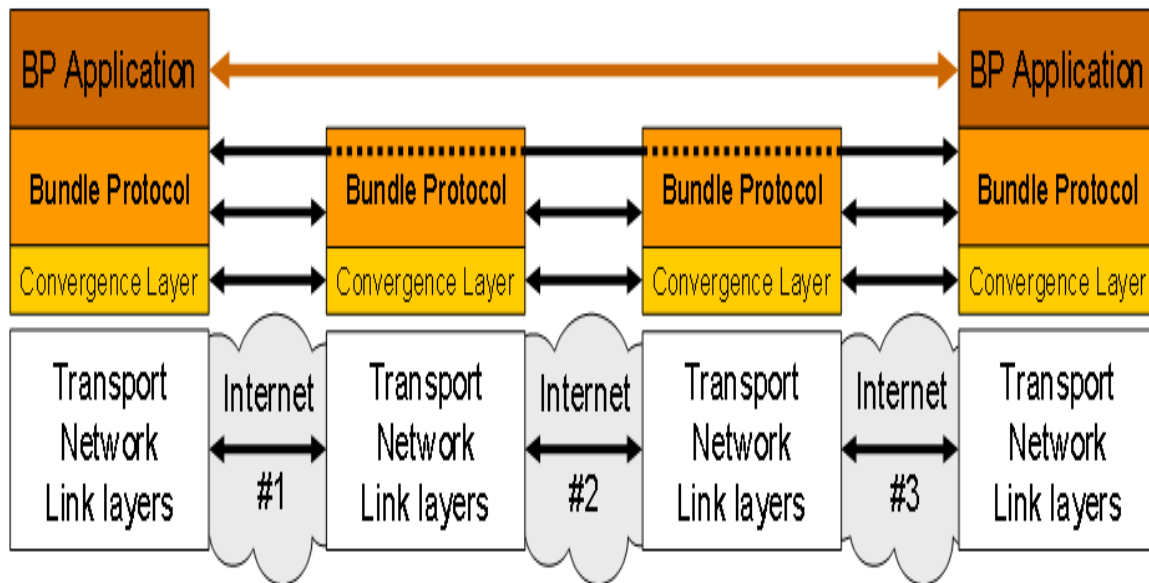 BP Application
BP Application
Bundle Protocol
Bundle Protocol
Bundle Protocol
Bundle Protocol
Convergence Layer
Convergence Layer
Convergence Layer
Convergence Layer
Transport
Network
Link layers
Internet
#1
Transport
Network
Link layers
Internet
#2
Transport
Network
Link layers
Internet
#3
Transport
Network
Link layers